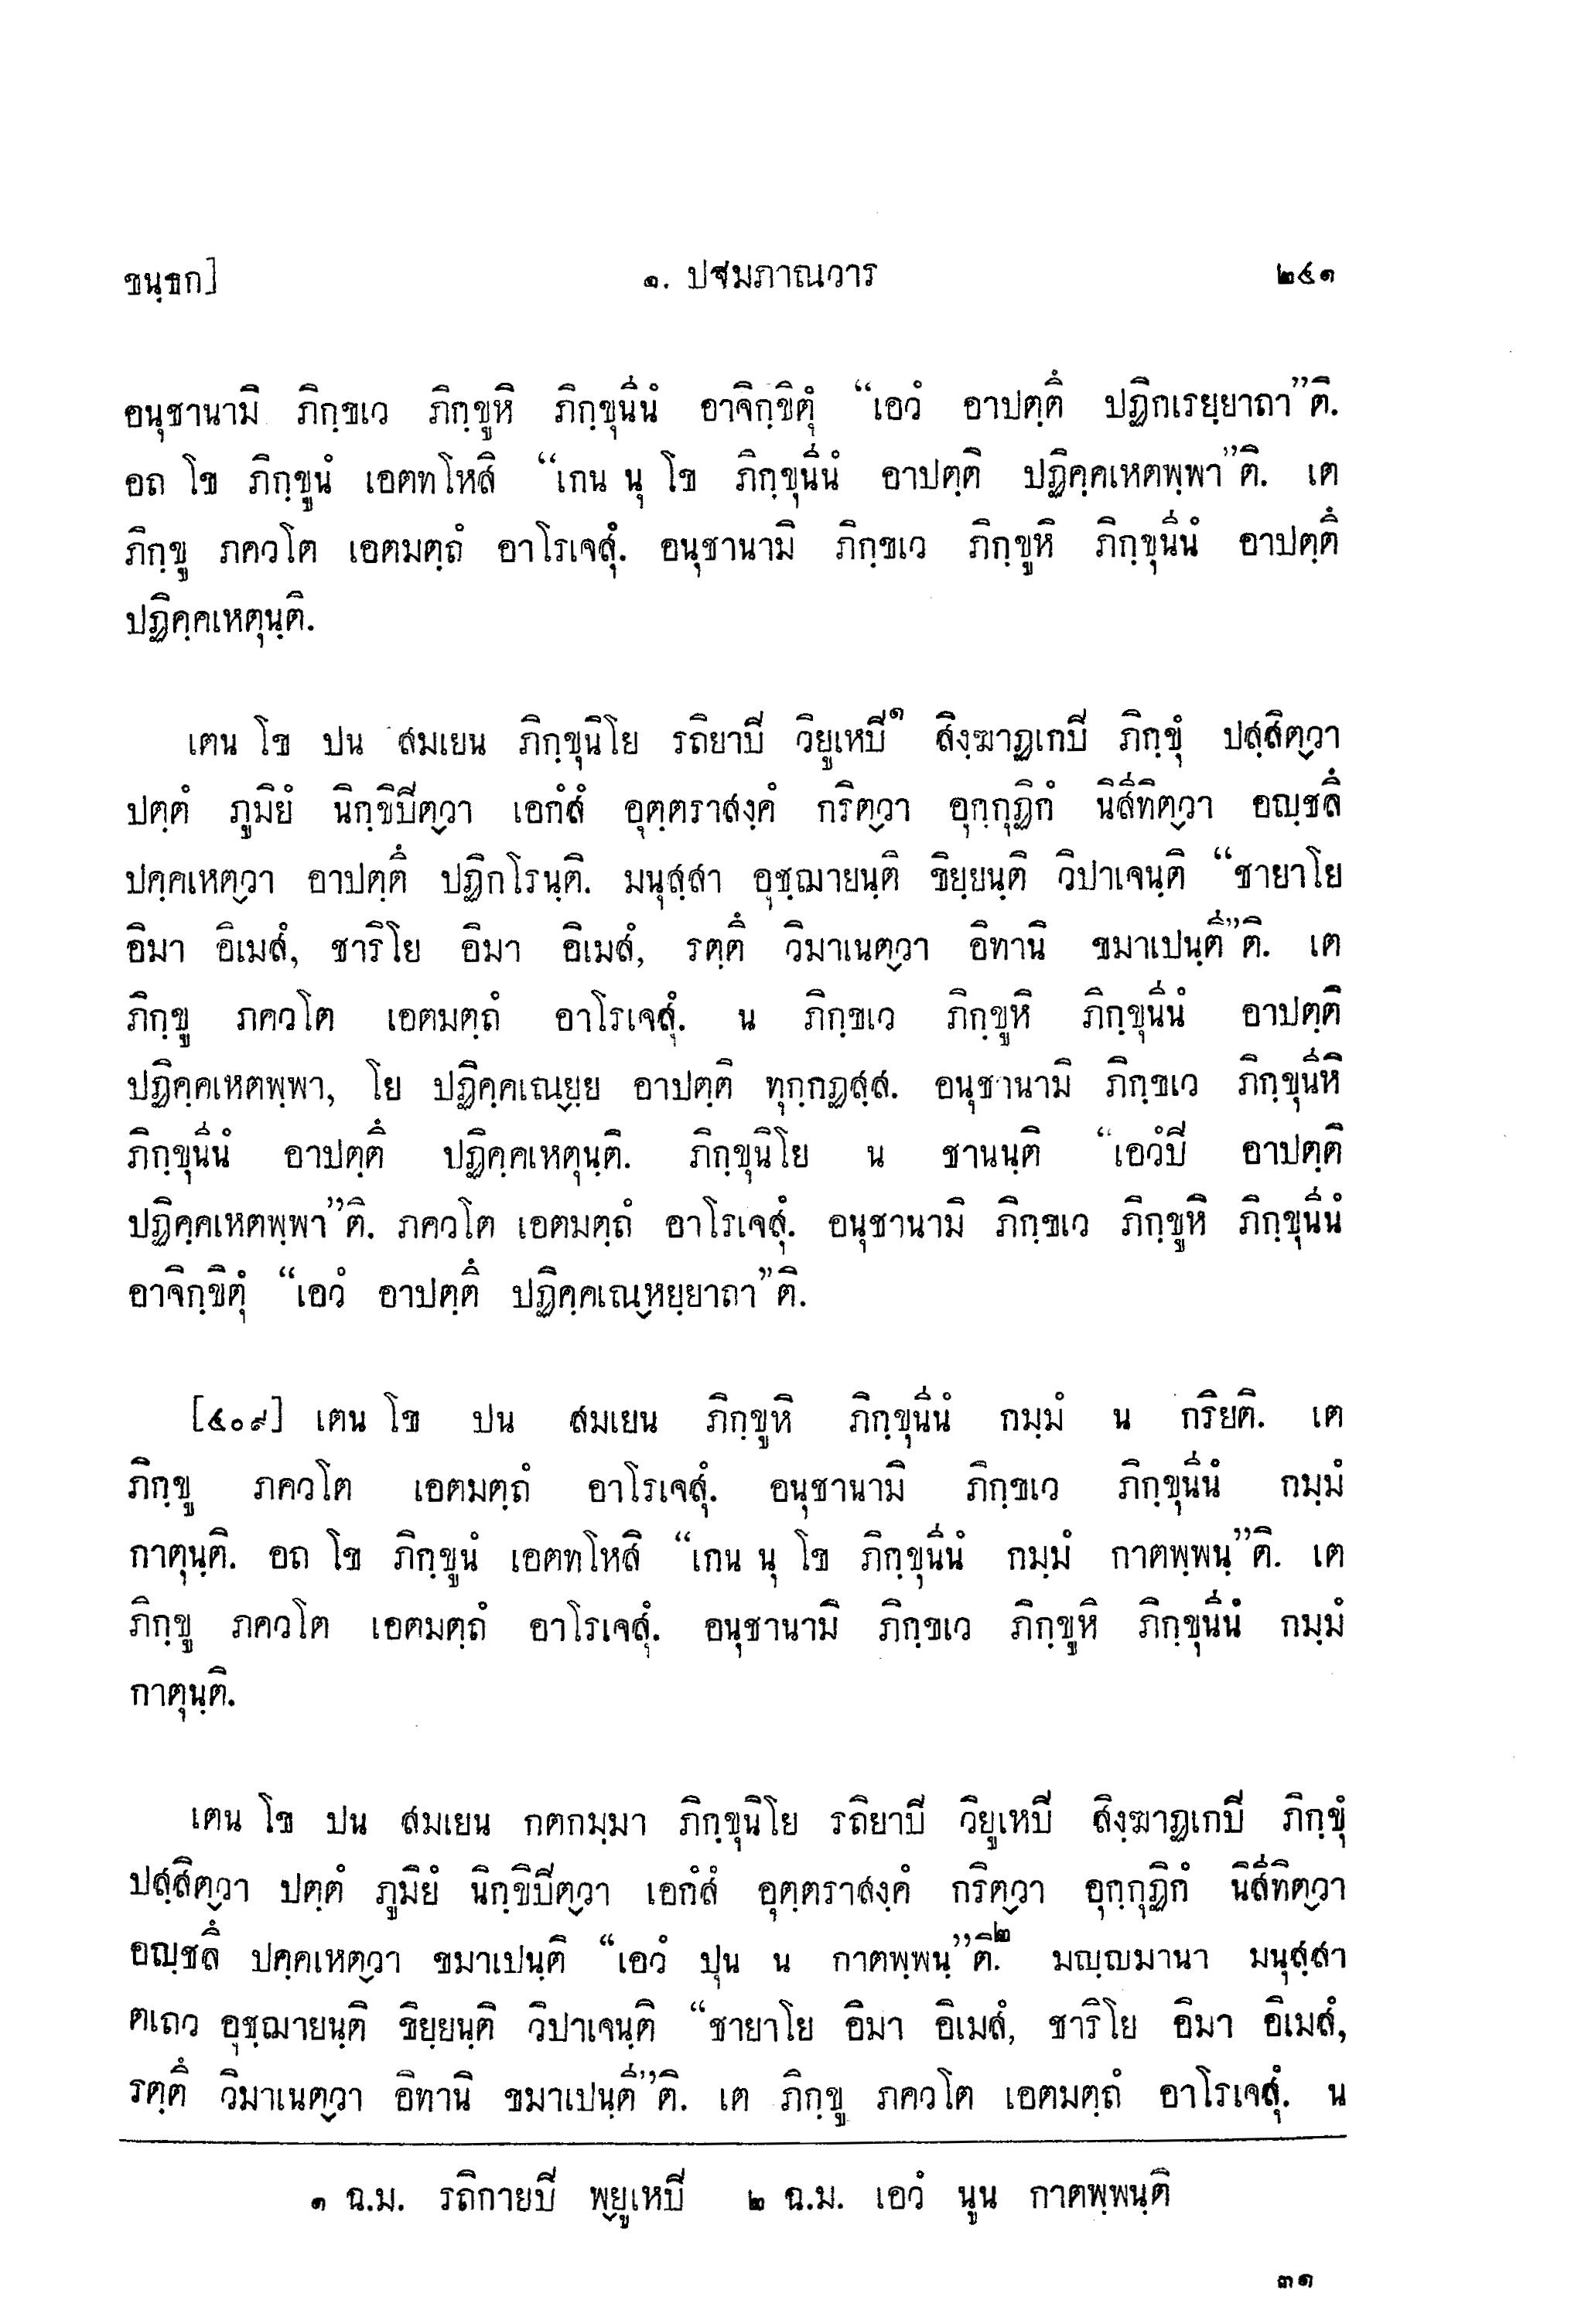 ขนฺธก] ๑. ปฐมภาณวาร ๒๔๑
อนุชานามิ ภิกฺขเว ภิกฺขูหิ ภิกฺขุนีนํ อาจิกฺขิตุํ “เอวํ อาปตฺตึ ปฏิกเรยฺยาถา”ติ.
อถ โข ภิกฺขูนํ เอตทโหสิ “เกน นุ โข ภิกฺขุนีนํ อาปตฺติ ปฏิคฺคเหตพฺพา”ติ. เต
ภิกฺขู ภควโต เอตมตฺถํ อาโรเจสุํ. อนุชานามิ ภิกฺขเว ภิกฺขูหิ ภิกฺขุนีนํ อาปตฺตึ
ปฏิคฺคเหตุนฺติ.
เตน โข ปน สมเยน ภิกฺขุนิโย รถิยาปิ วิยูเหปิ๑ สิงฺฆาฏเกปิ ภิกฺขุํ ปสฺสิตฺวา
ปตฺตํ ภูมิยํ นิกฺขิปิตฺวา เอกํสํ อุตฺตราสงฺคํ กริตฺวา อุกฺกุฏิกํ นิสีทิตฺวา อญฺชลึ
ปคฺคเหตฺวา อาปตฺตึ ปฏิกโรนฺติ. มนุสฺสา อุชฺฌายนฺติ ขิยฺยนฺติ วิปาเจนฺติ “ชายาโย
อิมา อิเมสํ, ชาริโย อิมา อิเมสํ, รตฺตึ วิมาเนตฺวา อิทานิ ขมาเปนฺตี”ติ. เต
ภิกฺขู ภควโต เอตมตฺถํ อาโรเจสุํ. น ภิกฺขเว ภิกฺขูหิ ภิกฺขุนีนํ อาปตฺติ
ปฏิคฺคเหตพฺพา, โย ปฏิคฺคเณยฺย อาปตฺติ ทุกฺกฏสฺส. อนุชานามิ ภิกฺขเว ภิกฺขุนีหิ
ภิกฺขุนีนํ อาปตฺตึ ปฏิคฺคเหตุนฺติ. ภิกฺขุนิโย น ชานนฺติ “เอวํปิ อาปตฺติ
ปฏิคฺคเหตพฺพา”ติ. ภควโต เอตมตฺถํ อาโรเจสุํ. อนุชานามิ ภิกฺขเว ภิกฺขูหิ ภิกฺขุนีนํ
อาจิกฺขิตุํ “เอวํ อาปตฺตึ ปฏิคฺคเณฺหยฺยาถา”ติ.
[๔๐๙] เตน โข ปน สมเยน ภิกฺขูหิ ภิกฺขุนีนํ กมฺมํ น กริยติ. เต
ภิกฺขู ภควโต เอตมตฺถํ อาโรเจสุํ. อนุชานามิ ภิกฺขเว ภิกฺขุนีนํ กมฺมํ
กาตุนฺติ. อถ โข ภิกฺขูนํ เอตทโหสิ “เกน นุ โข ภิกฺขุนีนํ กมฺมํ กาตพฺพนฺ”ติ. เต
ภิกฺขู ภควโต เอตมตฺถํ อาโรเจสุํ. อนุชานามิ ภิกฺขเว ภิกฺขูหิ ภิกฺขุนีนํ กมฺมํ
กาตุนฺติ.
เตน โข ปน สมเยน กตกมฺมา ภิกฺขุนิโย รถิยาปิ วิยูเหปิ สิงฺฆาฏเกปิ ภิกฺขุํ
ปสฺสิตฺวา ปตฺตํ ภูมิยํ นิกฺขิปิตฺวา เอกํสํ อุตฺตราสงฺคํ กริตฺวา อุกฺกุฏิกํ นิสีทิตฺวา
อญฺชลึ ปคฺคเหตฺวา ขมาเปนฺติ “เอวํ ปุน น กาตพฺพนฺ”ติ.๒ มญฺญมานา มนุสฺสา
ตเถว อุชฺฌายนฺติ ขิยฺยนฺติ วิปาเจนฺติ “ชายาโย อิมา อิเมสํ, ชาริโย อิมา อิเมสํ,
รตฺตึ วิมาเนตฺวา อิทานิ ขมาเปนฺตี”ติ. เต ภิกฺขู ภควโต เอตมตฺถํ อาโรเจสุํ. น
๑ ฉ.ม. รถิกายปิ พฺยูเหปิ ๒ ฉ.ม. เอวํ นูน กาตพฺพนฺติ
๓๑